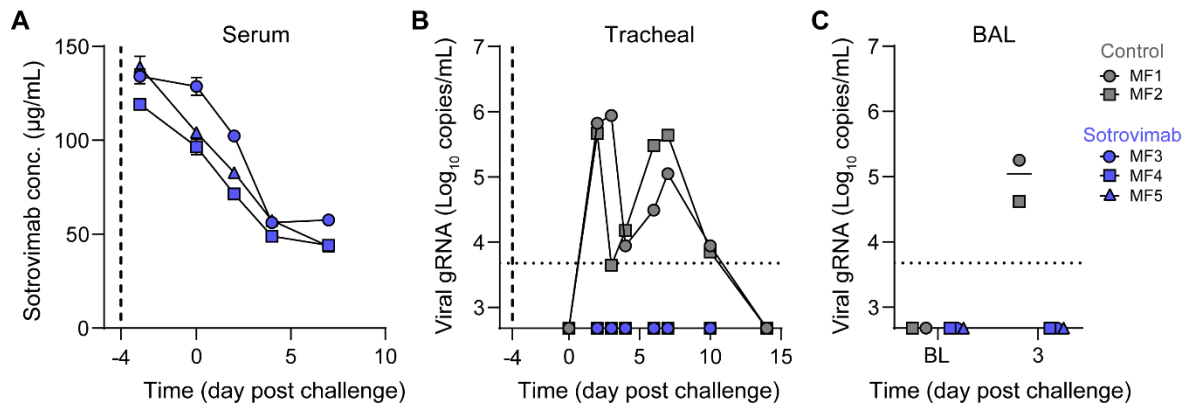 A
Serum
Sotrovimab conc. (µg/mL)
150
100
50
0
-4
0
5
10
Time (day post challenge)
B
Tracheal
Viral gRNA (Log10 copies/mL)
7
6
5
4
3
-4
0
5
10
15
Time (day post challenge)
C
BAL
Viral gRNA (Log10 copies/mL)
7
6
5
4
3
BL
3
Time (day post challenge)
Control
MF1
MF2
Sotrovimab
MF3
MF4
MF5